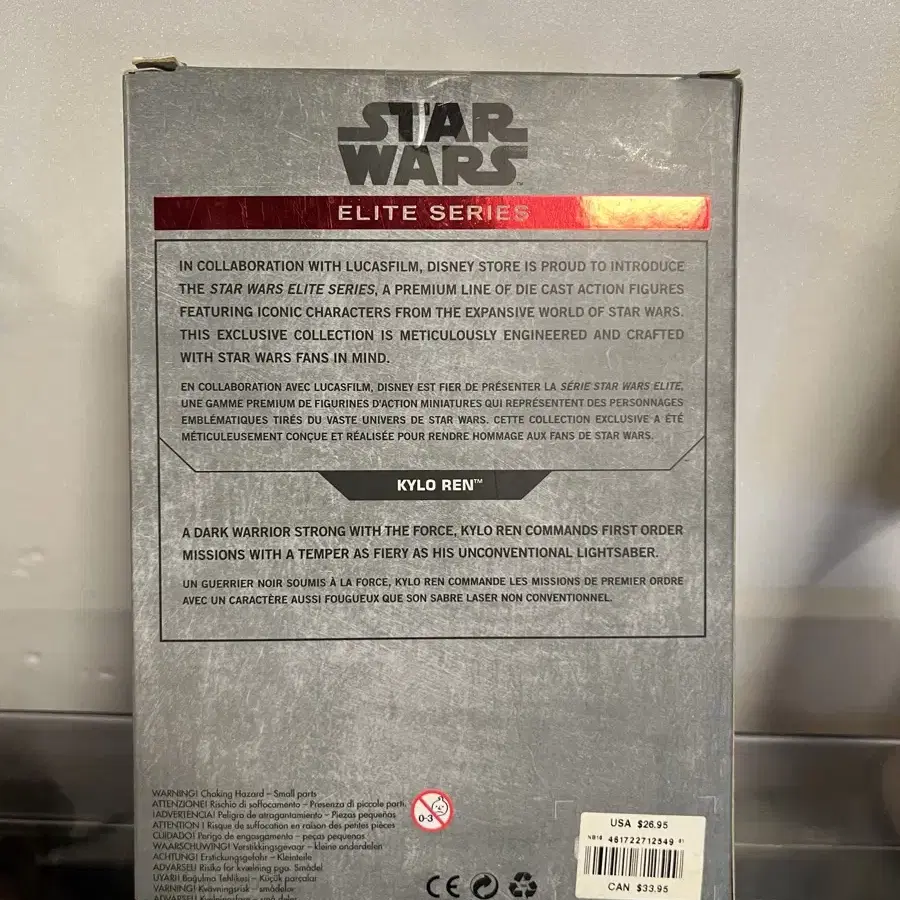 STAR
WARS
ELITE SERIES
IN COLLABORATION WITH LUCASFILM, DISNEY STORE IS PROUD TO INTRODUCE
THE STAR WARS ELITE SERIES, A PREMIUM LINE OF DIE CAST ACTION FIGURES
FEATURING ICONIC CHARACTERS FROM THE EXPANSIVE WORLD OF STAR WARS.
THIS EXCLUSIVE COLLECTION IS METICULOUSLY ENGINEERED AND CRAFTED
WITH STAR WARS FANS IN MIND.
EN COLLABORATION AVEC LUCASFILM, DISNEY EST FIER DE PRÉSENTER LA SÉRIE STAR WARS ELITE,
UNE GAMME PREMIUM DE FIGURINES D'ACTION MINIATURES QUI REPRÉSENTENT DES PERSONNAGES
EMBLÉMATIQUES TIRÉS DU VASTE UNIVERS DE STAR WARS. CETTE COLLECTION EXCLUSIVE A ÉTÉ
MÉTICULEUSEMENT CONÇUE ET RÉALISÉE POUR RENDRE HOMMAGE AUX FANS DE STAR WARS.
KYLO REN™
A DARK WARRIOR STRONG WITH THE FORCE, KYLO REN COMMANDS FIRST ORDER
MISSIONS WITH A TEMPER AS FIERY AS HIS UNCONVENTIONAL LIGHTSABER.
UN GUERRIER NOIR SOUMIS À LA FORCE, KYLO REN COMMANDE LES MISSIONS DE PREMIER ORDRE
AVEC UN CARACTÈRE AUSSI FOUGUEUX QUE SON SABRE LASER NON CONVENTIONNEL.
WARNING! Choking Hazard – Small parts
ATTENZIONE! Rischio di soffocamento – Presenza di piccole parti.
¡ADVERTENCIA! Peligro de atragantamiento – Piezas pequeñas
ATTENTION ! Risque de suffocation en raison des petites pièces
CUIDADO! Perigo de engasgamento – peças pequenas
WAARSCHUWING! Verstikkingsgevaar – kleine onderdelen
ACHTUNG! Erstickungsgefahr – Kleinteile
ADVARSEL! Risiko for kvælning pga. Smådel
UYARI! Boğulma Tehlikesi – Küçük parçalar
VARNING! Kvävningsrisk – smådelar
0-3
CE
USA $26.95
461722712549
CAN $33.95